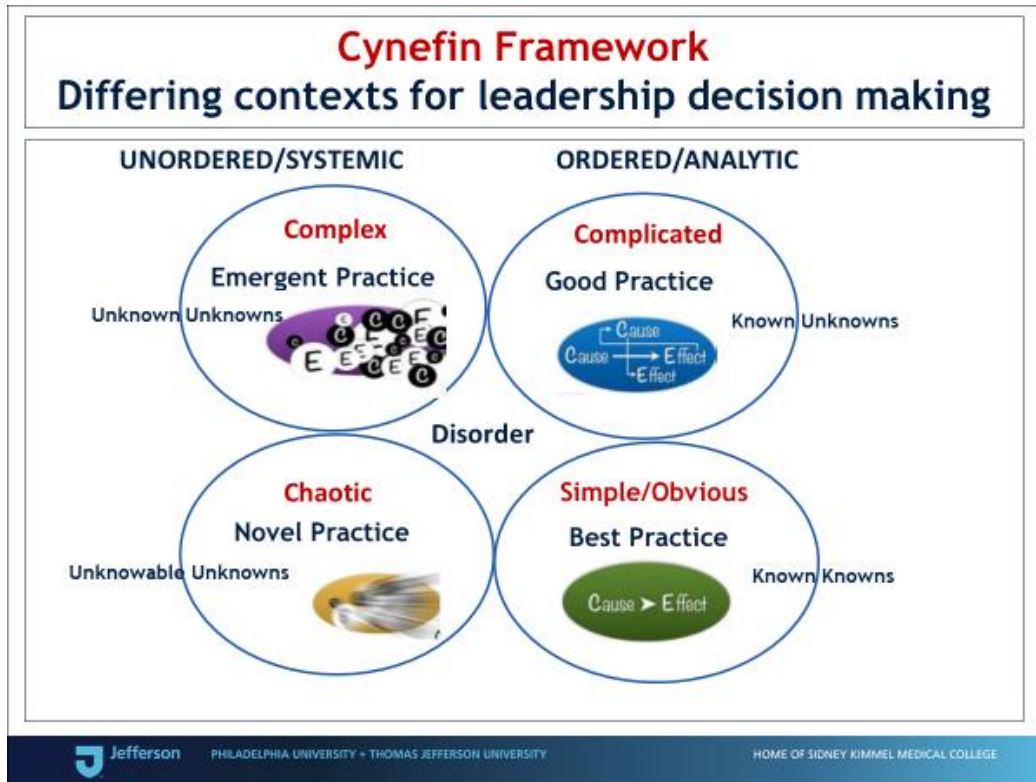 Cynefin Framework
Differing contexts for leadership decision making
UNORDERED/SYSTEMIC
ORDERED/ANALYTIC
Complex
Emergent Practice
Unknown Unknowns
E E E E E E
C C C C C
Complicated
Good Practice
Known Unknowns
Cause
Cause Effect
Effect
Disorder
Chaotic
Novel Practice
Unknowable Unknowns
Simple/Obvious
Best Practice
Known Knowns
Cause ➤ Effect
Jefferson
PHILADELPHIA UNIVERSITY + THOMAS JEFFERSON UNIVERSITY
HOME OF SIDNEY KIMMEL MEDICAL COLLEGE